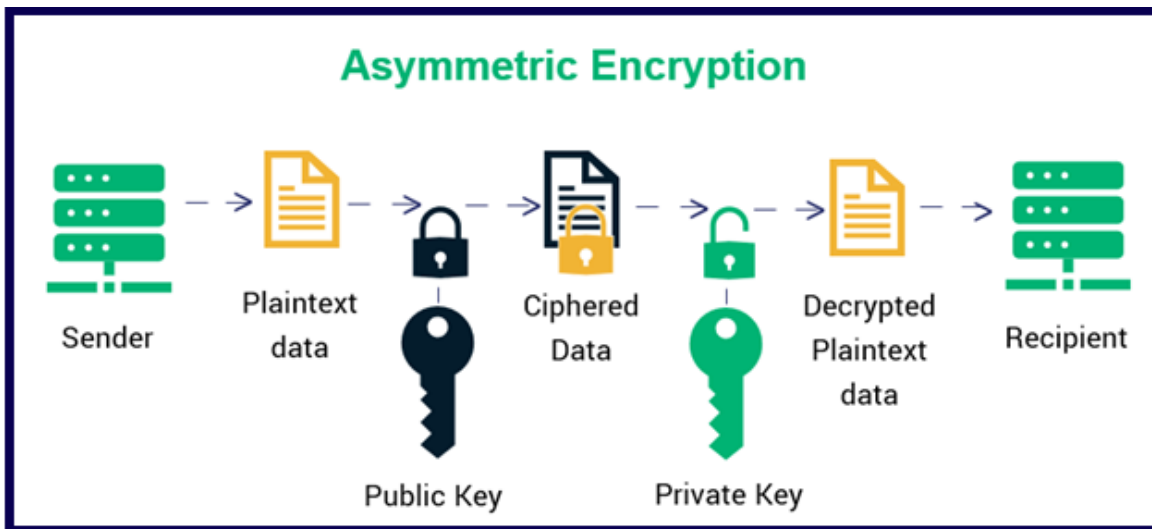 Asymmetric Encryption
Sender
Plaintext
data
Public Key
Ciphered
Data
Private Key
Decrypted
Plaintext
data
Recipient